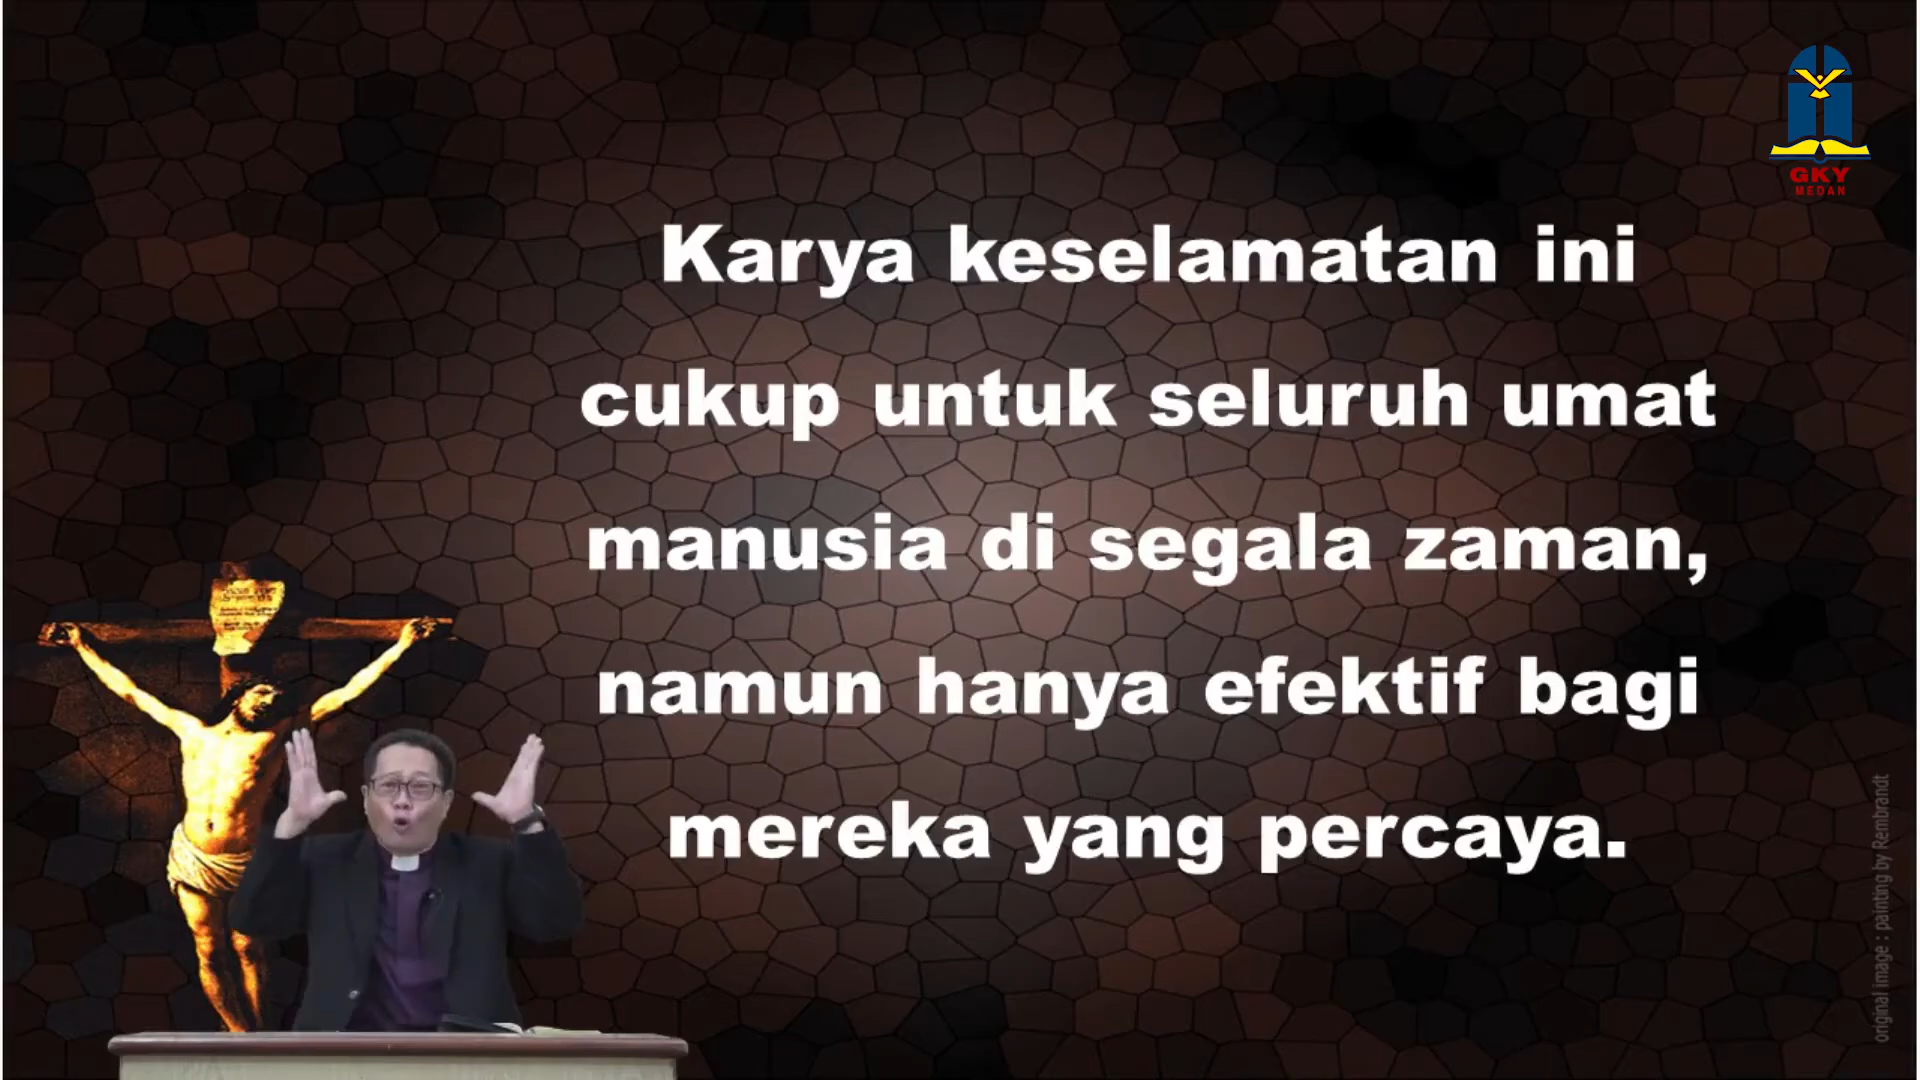 GKY
MEDAN
Karya keselamatan ini
cukup untuk seluruh umat
manusia di segala zaman,
namun hanya efektif bagi
mereka yang percaya.
original image : painting by Rembrandt